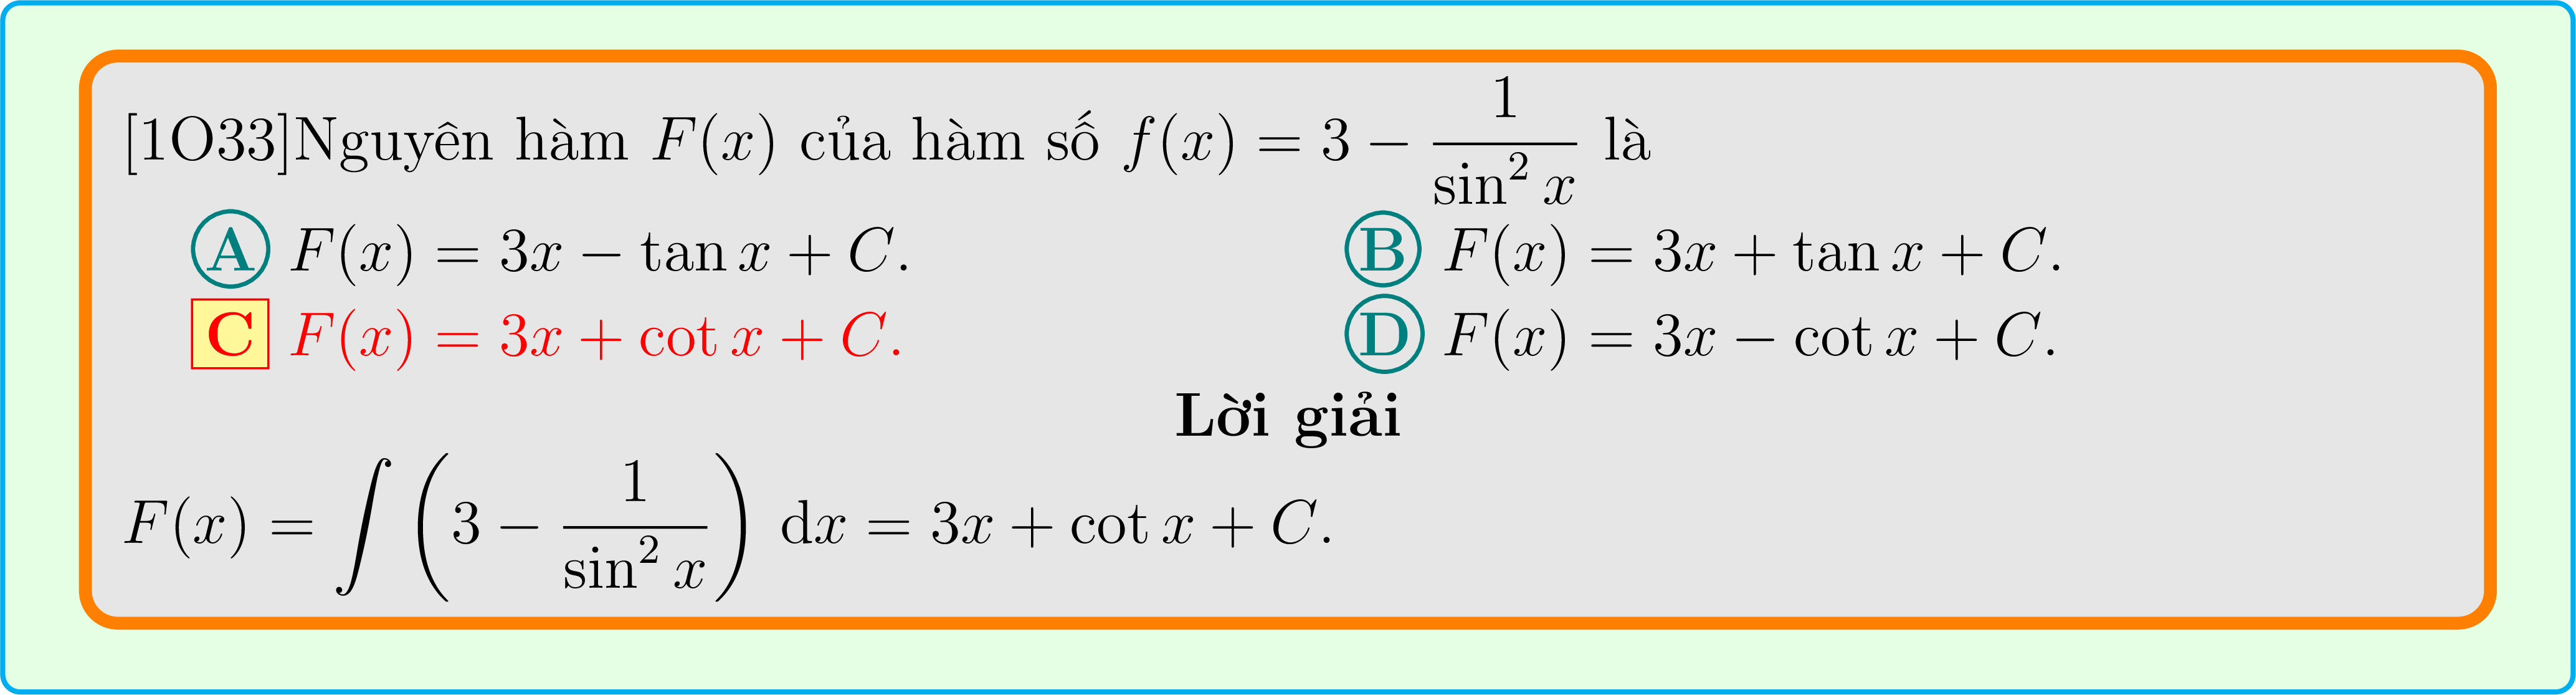 [1O33]Nguyên hàm F(x) của hàm số f(x) = 3 − \frac{1}{\sin^2 x} là
A F(x) = 3x − tan x + C. B F(x) = 3x + tan x + C.
C F(x) = 3x + cot x + C. D F(x) = 3x − cot x + C.
Lời giải
F(x) = \int \left(3 − \frac{1}{\sin^2 x}\right) dx = 3x + cot x + C.